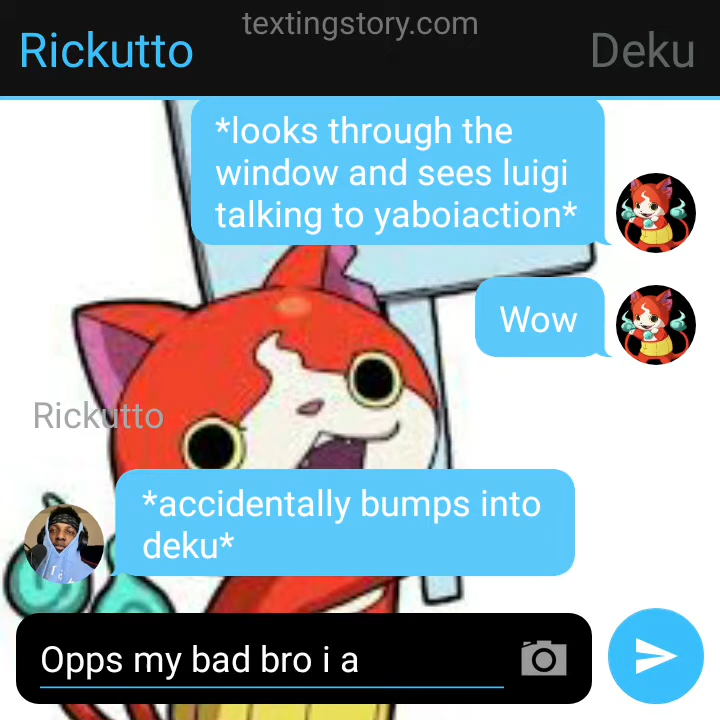 textingstory.com
Rickutto
Deku
*looks through the
window and sees luigi
talking to yaboiaction*
Wow
Rickutto
*accidentally bumps into
deku*
Opps my bad bro i a